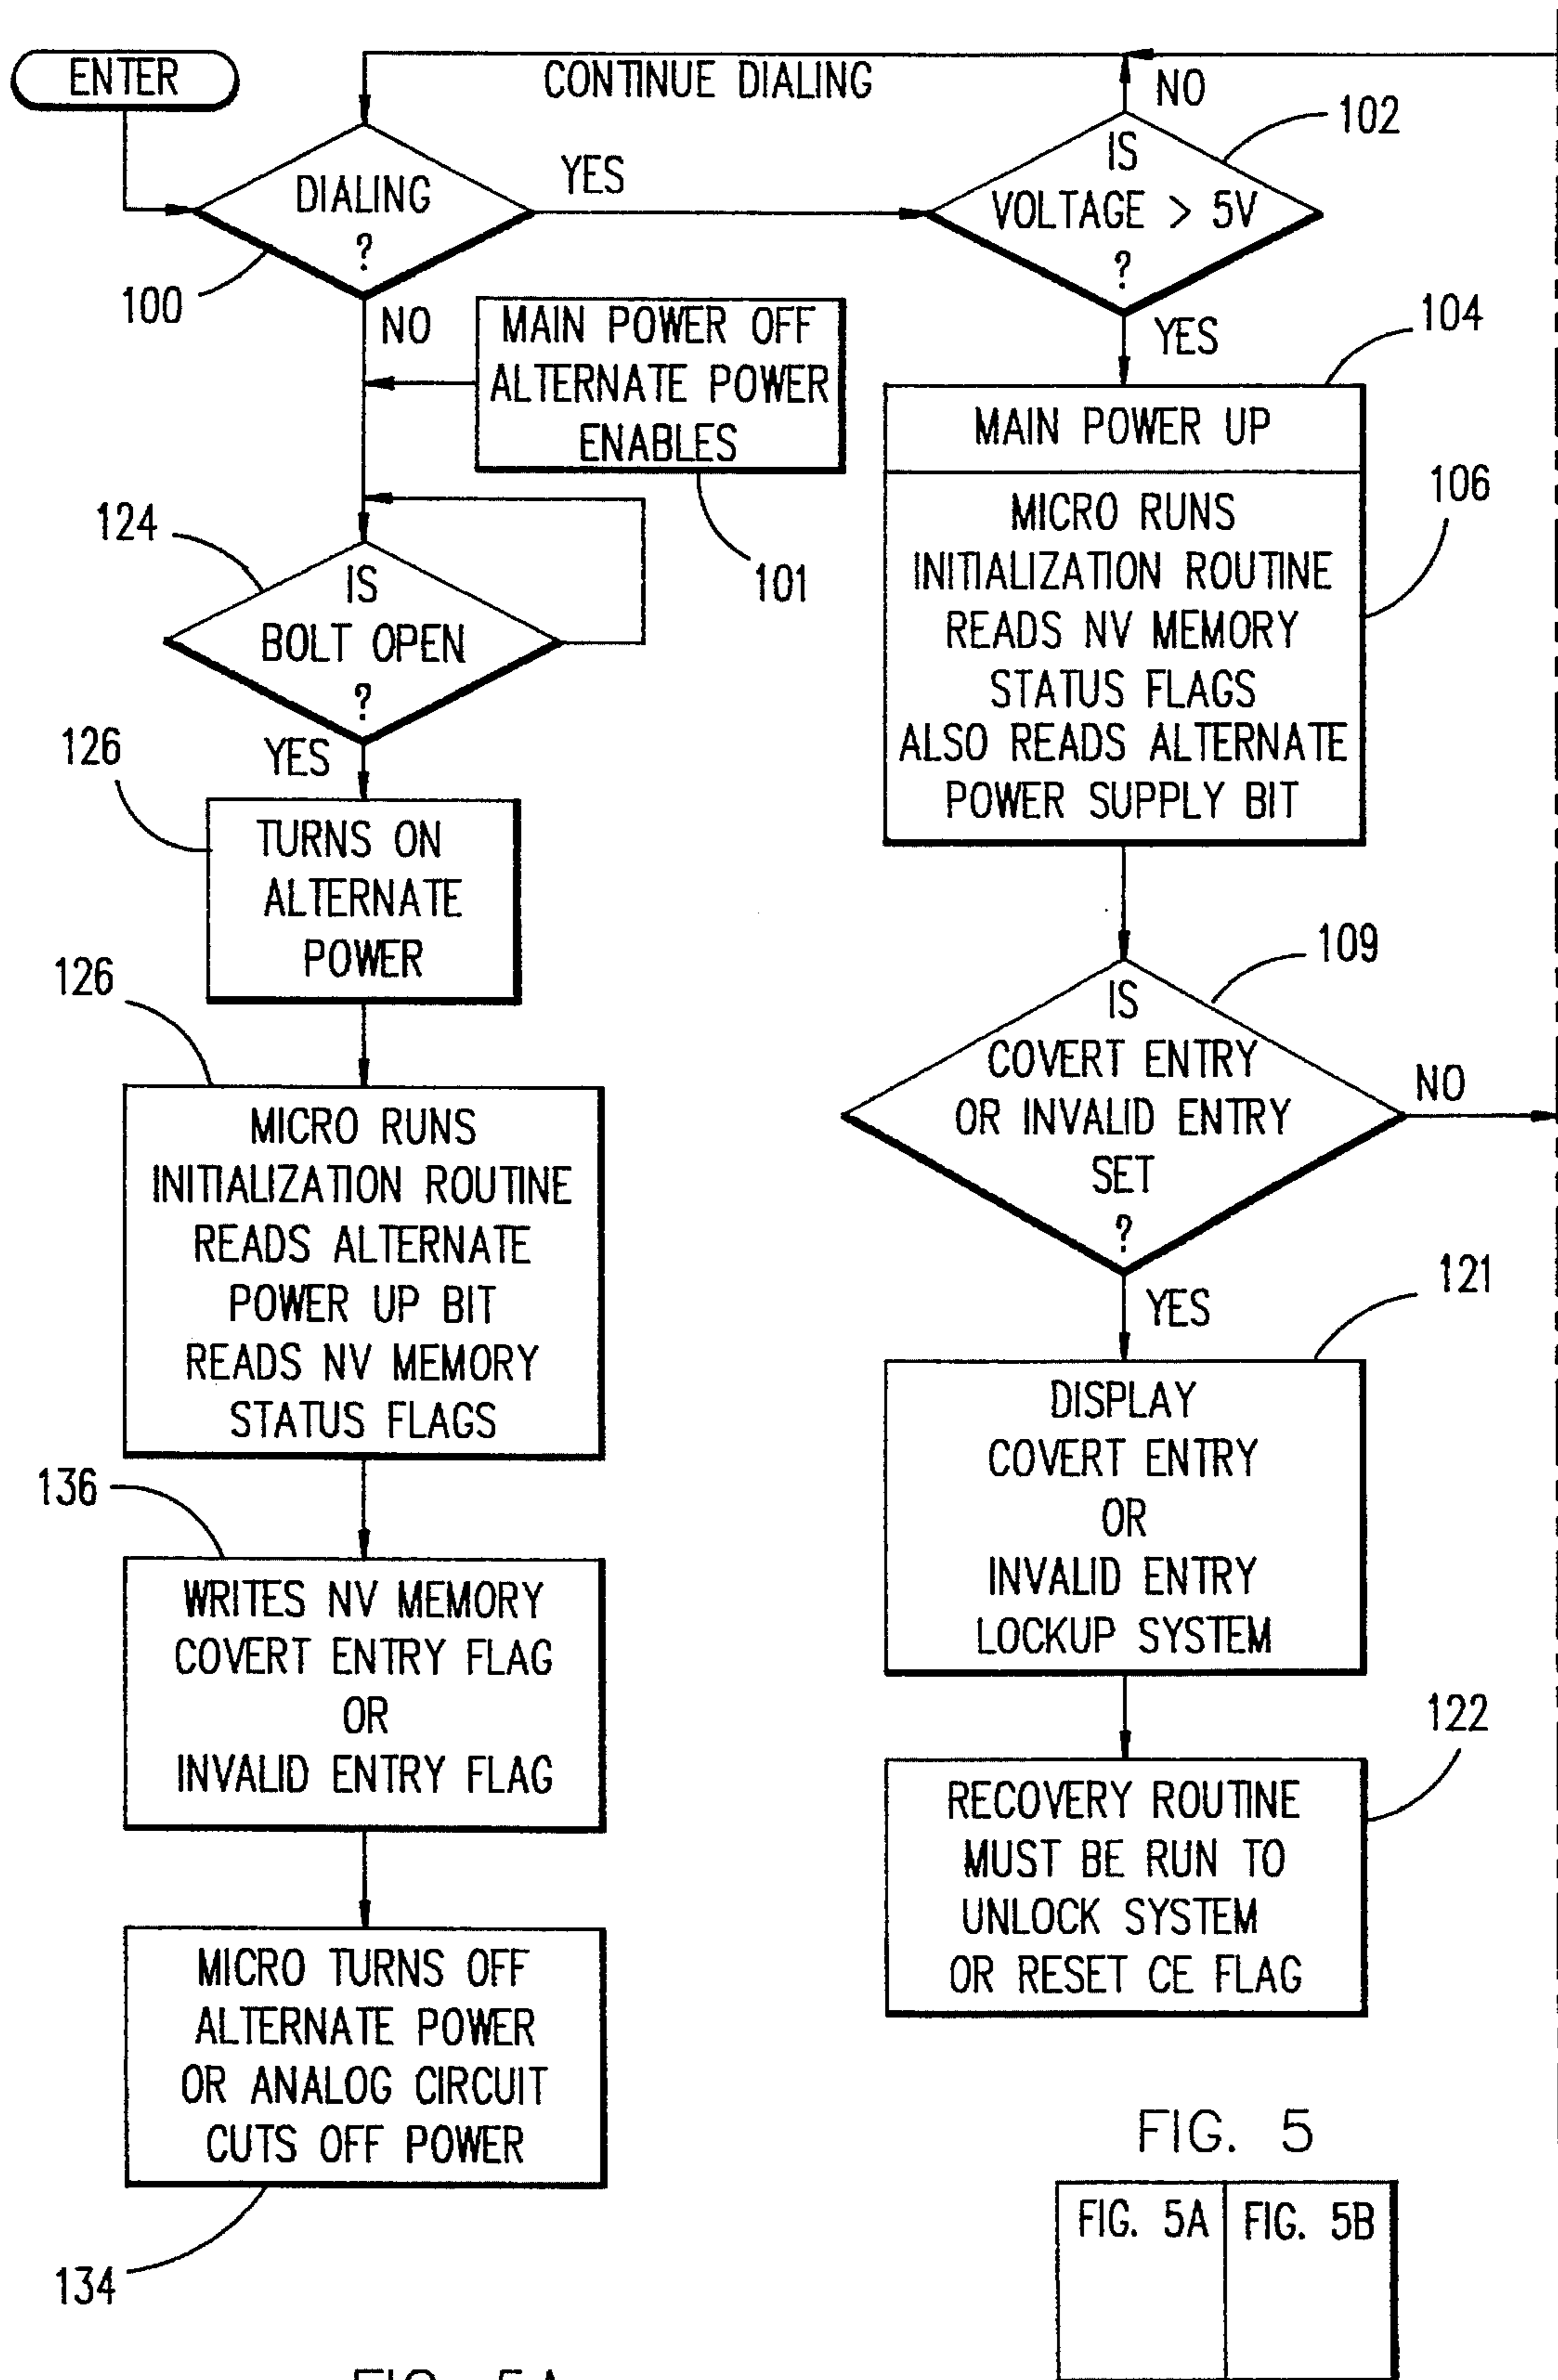 ENTER
CONTINUE DIALING
NO
102
DIALING
?
YES
IS
VOLTAGE > 5V
?
100
NO
MAIN POWER OFF
ALTERNATE POWER
ENABLES
101
YES
104
MAIN POWER UP
106
MICRO RUNS
INITIALIZATION ROUTINE
READS NV MEMORY
STATUS FLAGS
ALSO READS ALTERNATE
POWER SUPPLY BIT
124
IS
BOLT OPEN
?
YES
126
TURNS ON
ALTERNATE
POWER
126
MICRO RUNS
INITIALIZATION ROUTINE
READS ALTERNATE
POWER UP BIT
READS NV MEMORY
STATUS FLAGS
109
IS
COVERT ENTRY
OR INVALID ENTRY
SET
?
NO
YES
121
DISPLAY
COVERT ENTRY
OR
INVALID ENTRY
LOCKUP SYSTEM
136
WRITES NV MEMORY
COVERT ENTRY FLAG
OR
INVALID ENTRY FLAG
122
RECOVERY ROUTINE
MUST BE RUN TO
UNLOCK SYSTEM
OR RESET CE FLAG
MICRO TURNS OFF
ALTERNATE POWER
OR ANALOG CIRCUIT
CUTS OFF POWER
134
FIG. 5
FIG. 5A
FIG. 5B
FIG. 5A